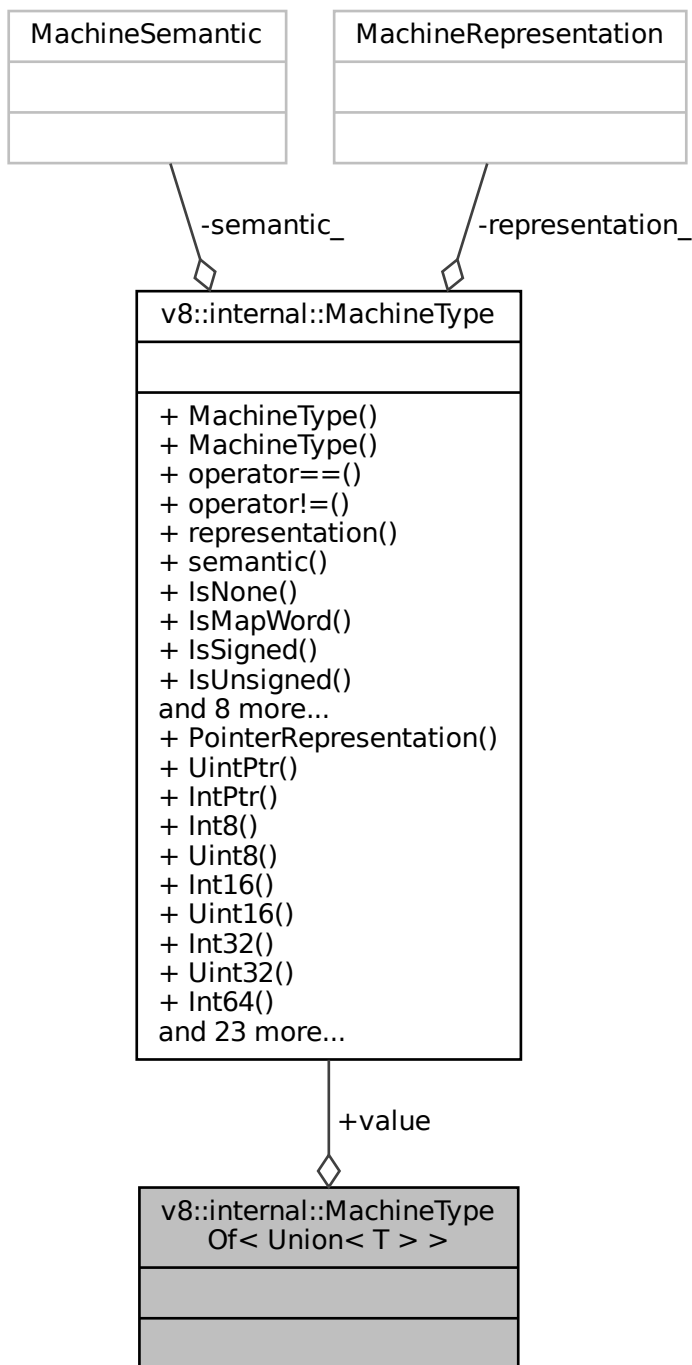 MachineSemantic
MachineRepresentation
-semantic_
-representation_
v8::internal::MachineType
+ MachineType()
+ MachineType()
+ operator==()
+ operator!=()
+ representation()
+ semantic()
+ IsNone()
+ IsMapWord()
+ IsSigned()
+ IsUnsigned()
and 8 more...
+ PointerRepresentation()
+ UintPtr()
+ IntPtr()
+ Int8()
+ Uint8()
+ Int16()
+ Uint16()
+ Int32()
+ Uint32()
+ Int64()
and 23 more...
+value
v8::internal::MachineType
Of< Union< T > >